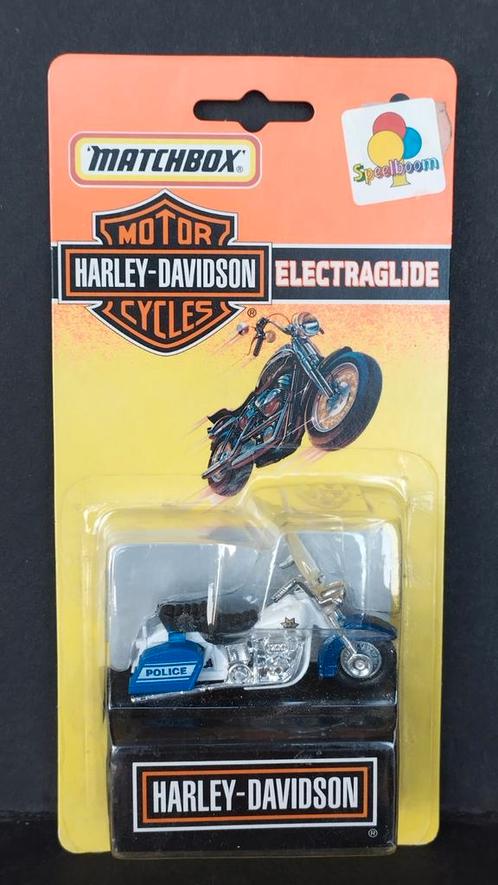 'MATCHBOX'®
Speelboom
MOTOR
HARLEY-DAVIDSON
CYCLES
®
ELECTRAGLIDE
POLICE
HARLEY-DAVIDSON
®